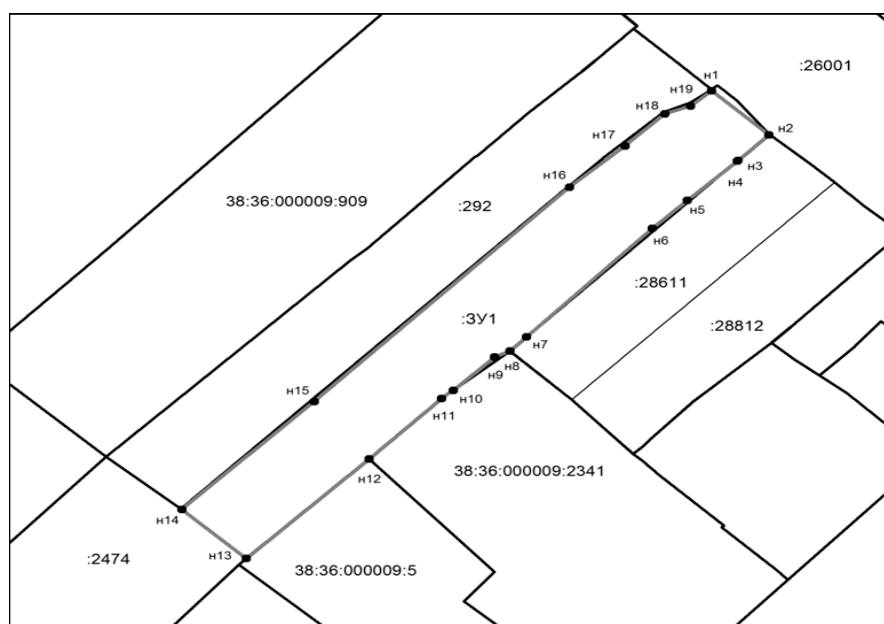 :26001
н1
н19
н18
н2
н17
н3
н4
н16
38:36:000009:909
:292
н5
н6
:28611
:ЗУ1
:28812
н7
н8
н9
н15
н10
н11
н12
38:36:000009:2341
н14
н13
:2474
38:36:000009:5